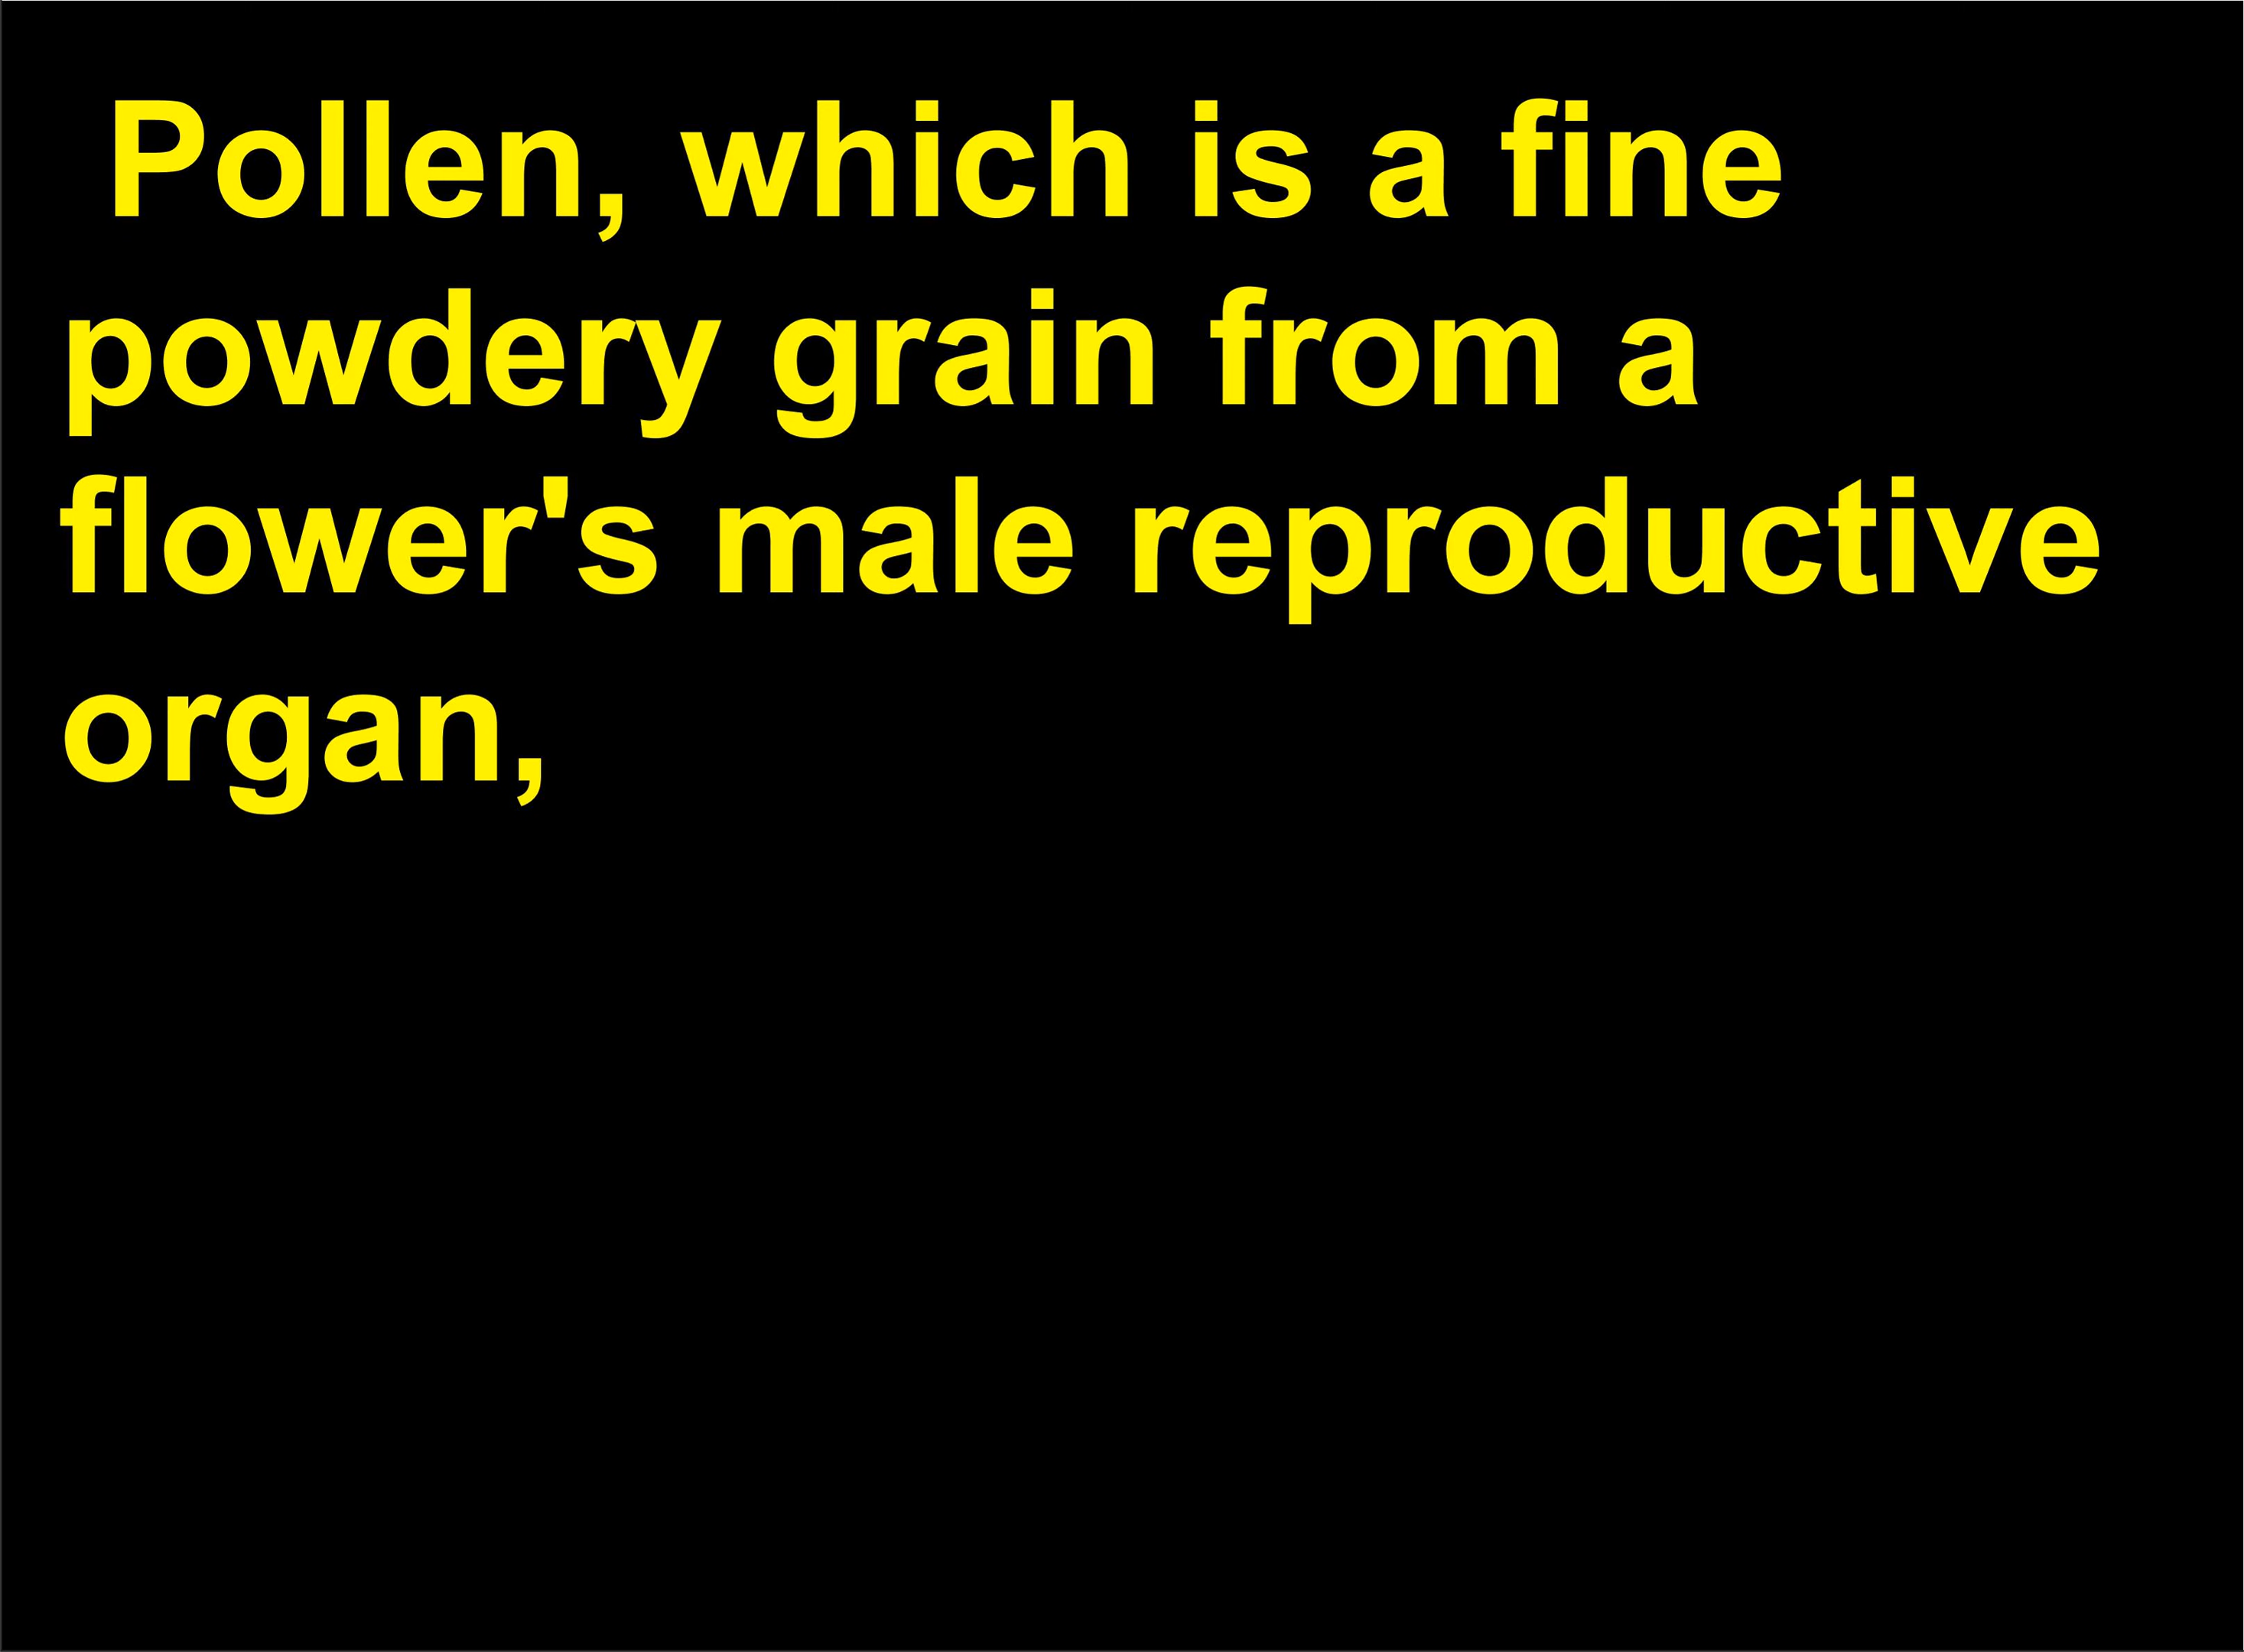 Pollen, which is a fine
powdery grain from a
flower's male reproductive
organ,